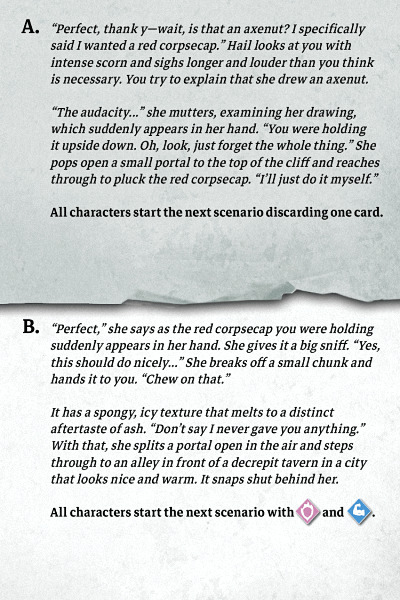 A. “Perfect, thank y—wait, is that an axenut? I specifically
said I wanted a red corpsecap.” Hail looks at you with
intense scorn and sighs longer and louder than you think
is necessary. You try to explain that she drew an axenut.
“The audacity...” she mutters, examining her drawing,
which suddenly appears in her hand. “You were holding
it upside down. Oh, look, just forget the whole thing.” She
pops open a small portal to the top of the cliff and reaches
through to pluck the red corpsecap. “I’ll just do it myself.”
All characters start the next scenario discarding one card.
B. “Perfect,” she says as the red corpsecap you were holding
suddenly appears in her hand. She gives it a big sniff. “Yes,
this should do nicely...” She breaks off a small chunk and
hands it to you. “Chew on that.”
It has a spongy, icy texture that melts to a distinct
aftertaste of ash. “Don’t say I never gave you anything.”
With that, she splits a portal open in the air and steps
through to an alley in front of a decrepit tavern in a city
that looks nice and warm. It snaps shut behind her.
All characters start the next scenario with and .